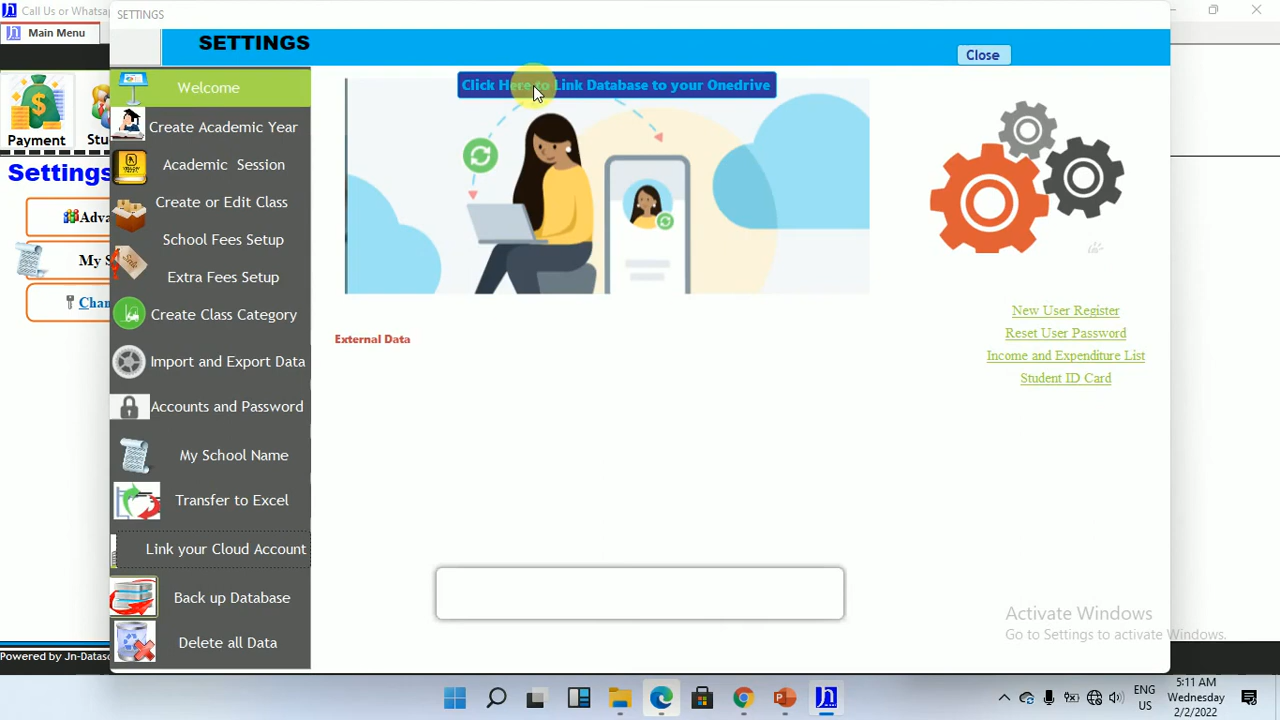 Call Us or Whatsa
SETTINGS
Main Menu
SETTINGS
Close
Payment
Stu
Settings
Adva
My S
Chan
Powered by Jn-Dataso
Welcome
Create Academic Year
Academic Session
Create or Edit Class
School Fees Setup
Extra Fees Setup
Create Class Category
Import and Export Data
Accounts and Password
My School Name
Transfer to Excel
Link your Cloud Account
Back up Database
Delete all Data
Click Here to Link Database to your Onedrive
External Data
New User Register
Reset User Password
Income and Expenditure List
Student ID Card
Activate Windows
Go to Settings to activate Windows.
ENG
US
5:11 AM
Wednesday
2/2/2022